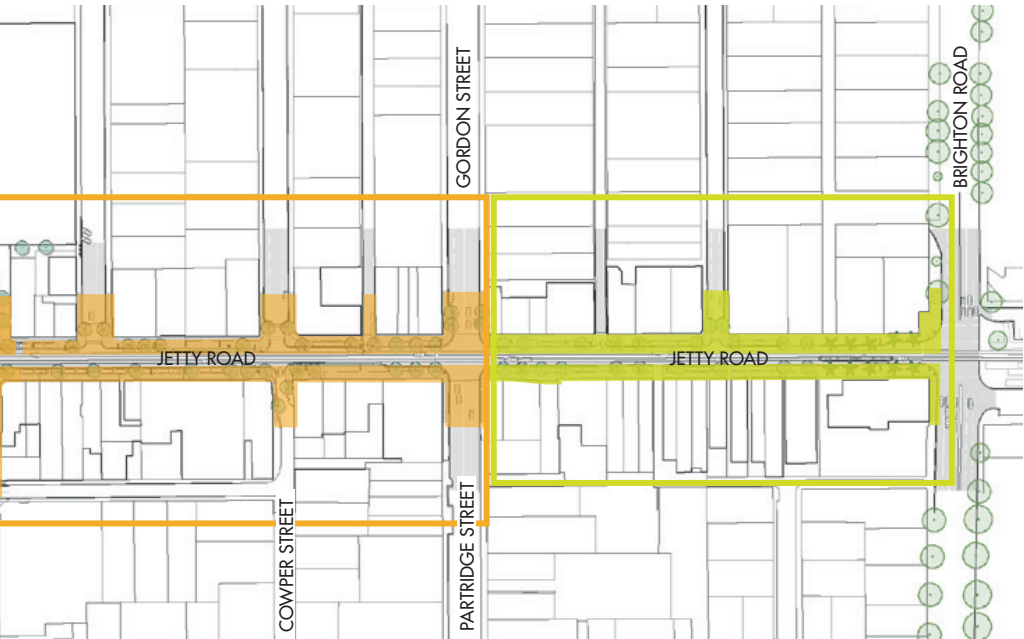 GORDON STREET
BRIGHTON ROAD
JETTY ROAD
JETTY ROAD
COWPER STREET
PARTRIDGE STREET